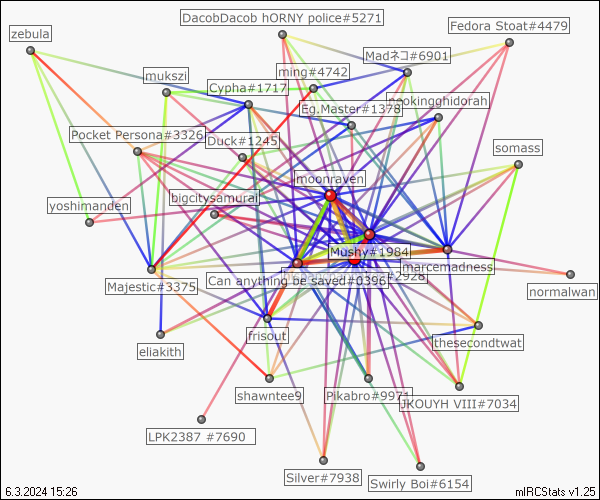 DacobDacob hORNY police#5271
Fedora Stoat#4479
zebula
Madネコ#6901
ming#4742
mukszi
Cypha#1717
Eg.Master#1378
Pocket Persona#3326
Duck#1245
somass
moonraven
bigcitysamurai
yoshimanden
Mushy#1984
marcemadness
Can anything be saved#0396
Majestic#3375
normalwan
frisout
thesecondtwat
eliakith
shawntee9
Pikabro#9971
JKOUYH VIII#7034
LPK2387 #7690
Silver#7938
Swirly Boi#6154
6.3.2024 15:26
mIRCStats v1.25